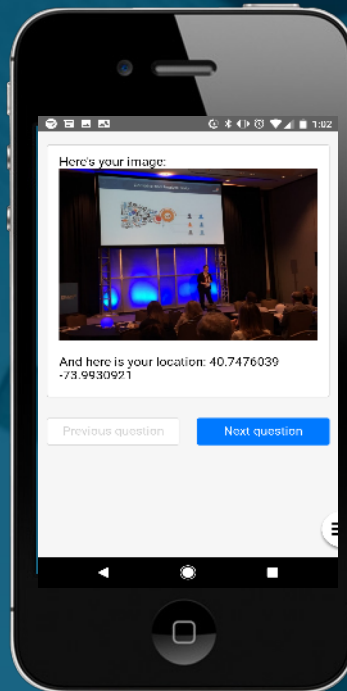 1:02
Here's your image:
And here is your location: 40.7476039
-73.9930921
Previous question
Next question